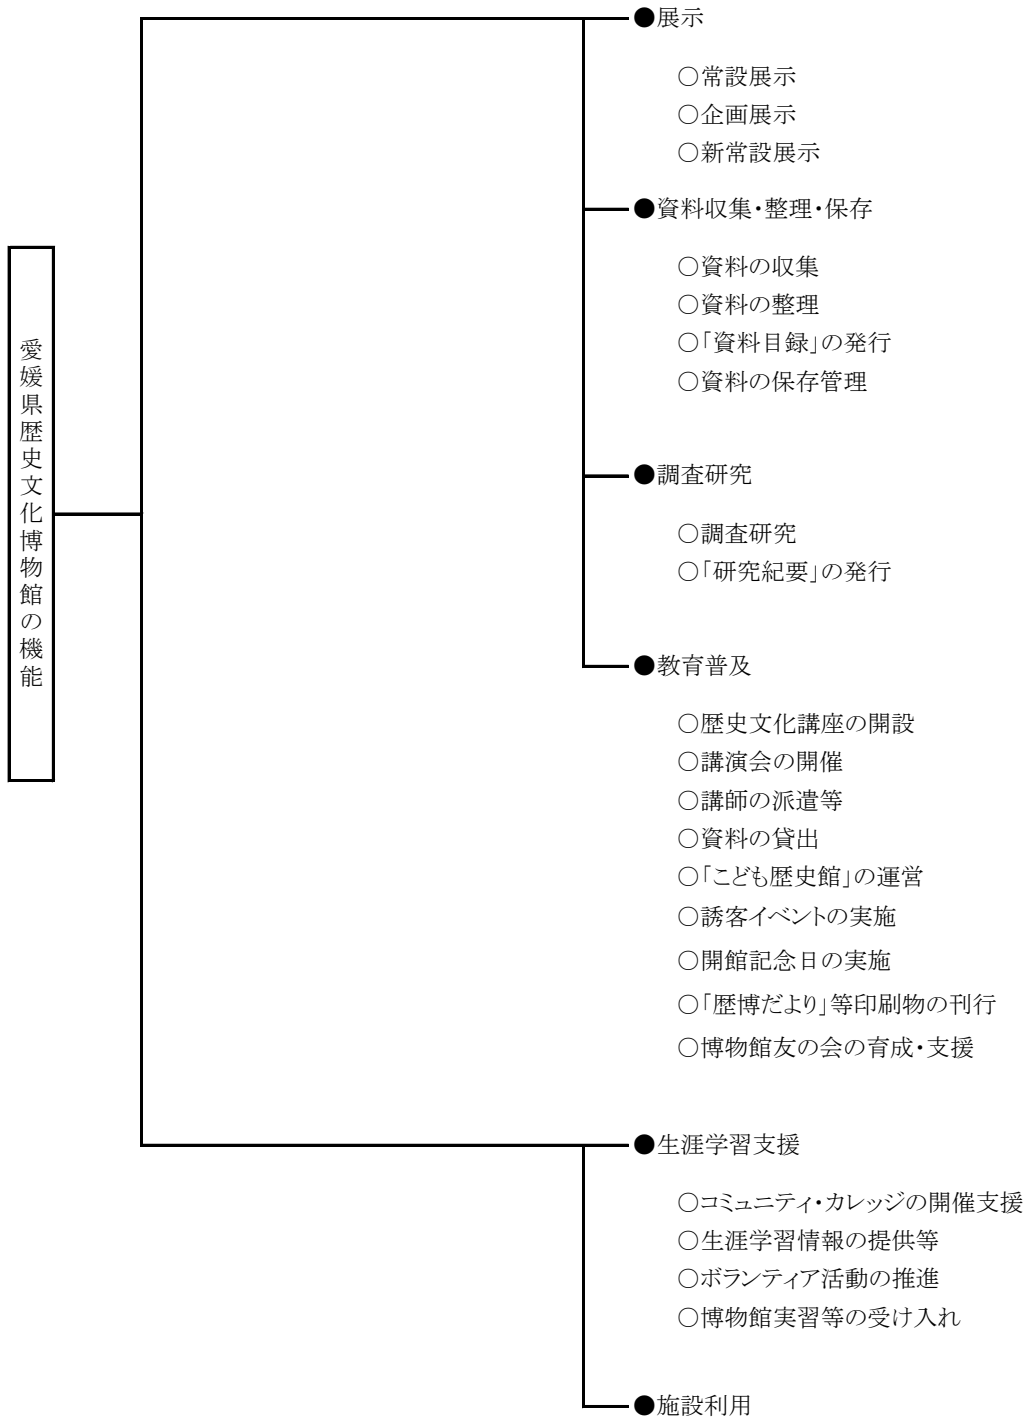 愛媛県歴史文化博物館の機能
●展示
○常設展示
○企画展示
○新常設展示
●資料収集・整理・保存
○資料の収集
○資料の整理
○「資料目録」の発行
○資料の保存管理
●調査研究
○調査研究
○「研究紀要」の発行
●教育普及
○歴史文化講座の開設
○講演会の開催
○講師の派遣等
○資料の貸出
○「こども歴史館」の運営
○誘客イベントの実施
○開館記念日の実施
○「歴博だより」等印刷物の刊行
○博物館友の会の育成・支援
●生涯学習支援
○コミュニティ・カレッジの開催支援
○生涯学習情報の提供等
○ボランティア活動の推進
○博物館実習等の受け入れ
●施設利用